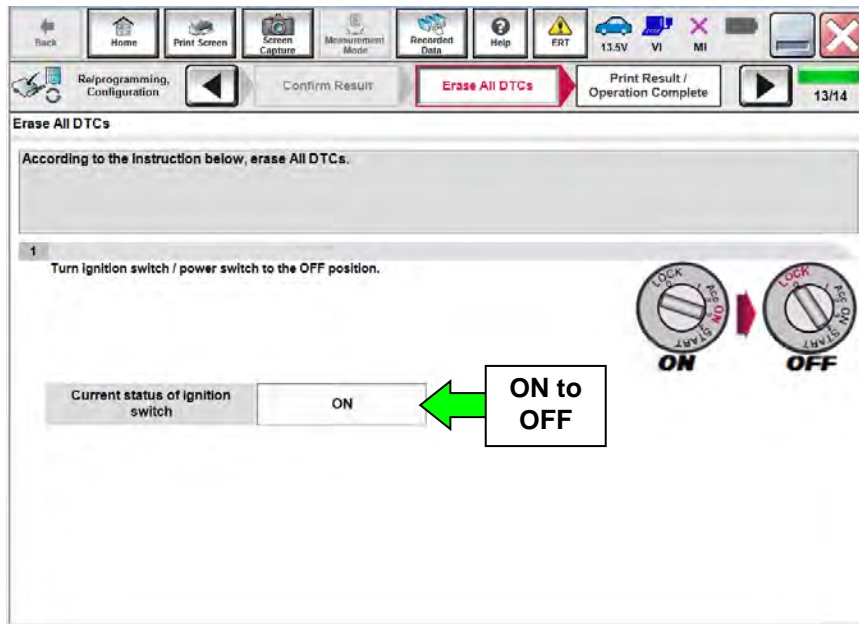 Back
Home
Print Screen
Screen
Capture
Measurement
Mode
Recorded
Data
Help
ERT
13.5V
VI
MI
Re/programming,
Configuration
Confirm Result
Erase All DTCs
Print Result /
Operation Complete
13/14
Erase All DTCs
According to the Instruction below, erase All DTCs.
1
Turn ignition switch / power switch to the OFF position.
LOCK
Acc
ON
START
LOCK
Acc
ON
START
ON
OFF
Current status of ignition
switch
ON
ON to
OFF